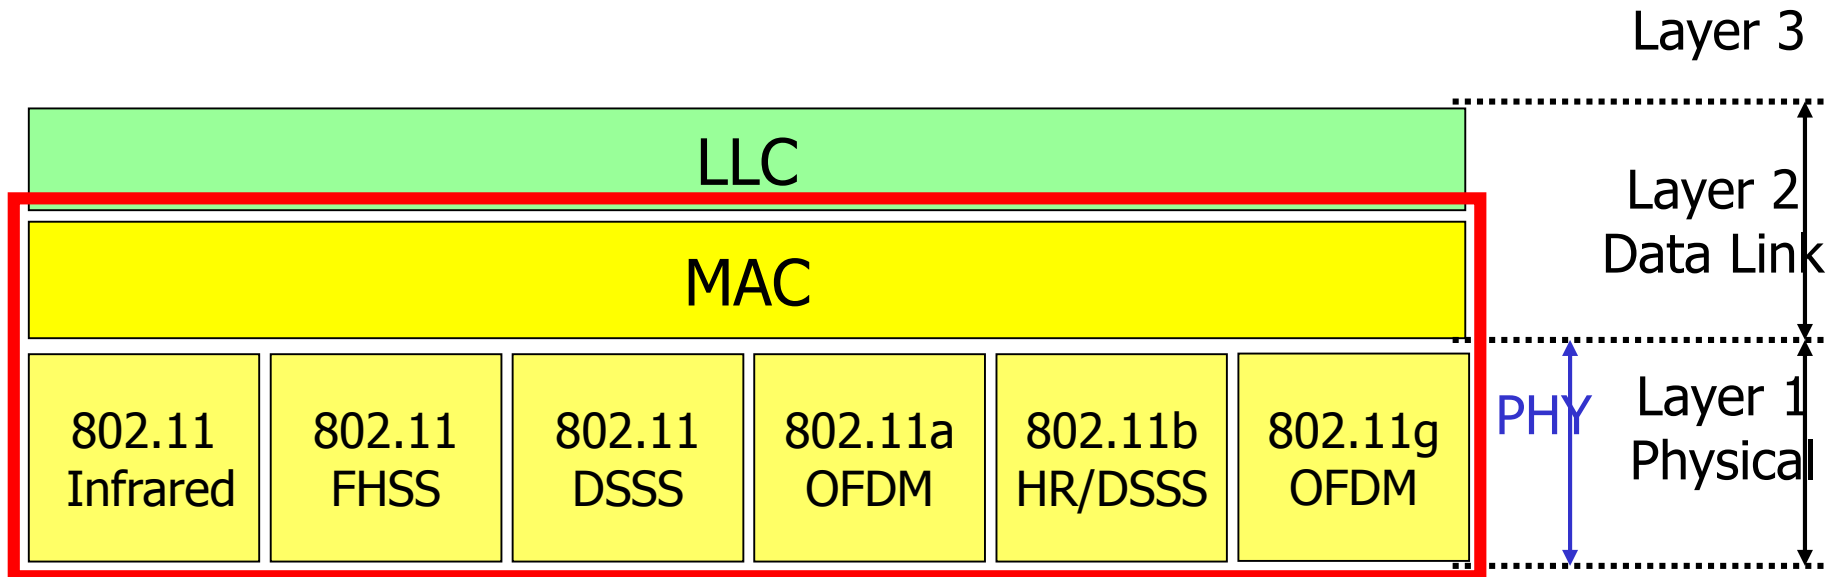 Layer 3
LLC
Layer 2
Data Link
MAC
802.11
Infrared
802.11
FHSS
802.11
DSSS
802.11a
OFDM
802.11b
HR/DSSS
802.11g
OFDM
PHY
Layer 1
Physical